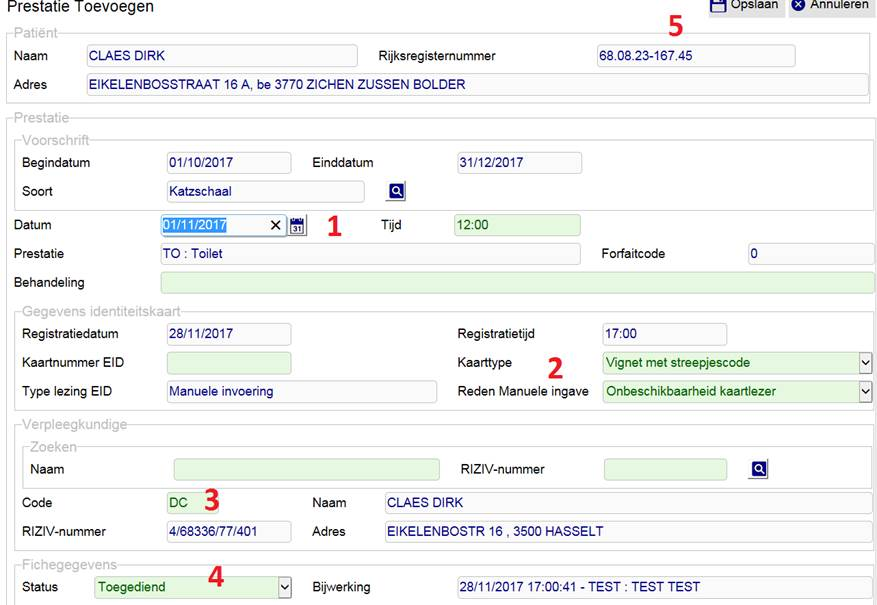 Prestatie Toevoegen Opslaan Annuleren
5
Patiënt
Naam CLAES DIRK Rijksregisternummer 68.08.23-167.45
Adres EIKELENBOSSTRAAT 16 A, be 3770 ZICHEN ZUSSEN BOLDER
Prestatie
Voorschrift
Begindatum 01/10/2017 Einddatum 31/12/2017
Soort Katzschaal
Datum 01/11/2017 31 1 Tijd 12:00
Prestatie TO : Toilet Forfaitcode 0
Behandeling
Gegevens identiteitskaart
Registratiedatum 28/11/2017 Registratietijd 17:00
Kaartnummer EID Kaarttype 2 Vignet met streepjescode
Type lezing EID Manuele invoering Reden Manuele ingave Onbeschikbaarheid kaartlezer
Verpleegkundige
Zoeken
Naam RIZIV-nummer
Code DC 3 Naam CLAES DIRK
RIZIV-nummer 4/68336/77/401 Adres EIKELENBOSTR 16 , 3500 HASSELT
Fichegegevens
Status Toegediend 4 Bijwerking 28/11/2017 17:00:41 - TEST : TEST TEST